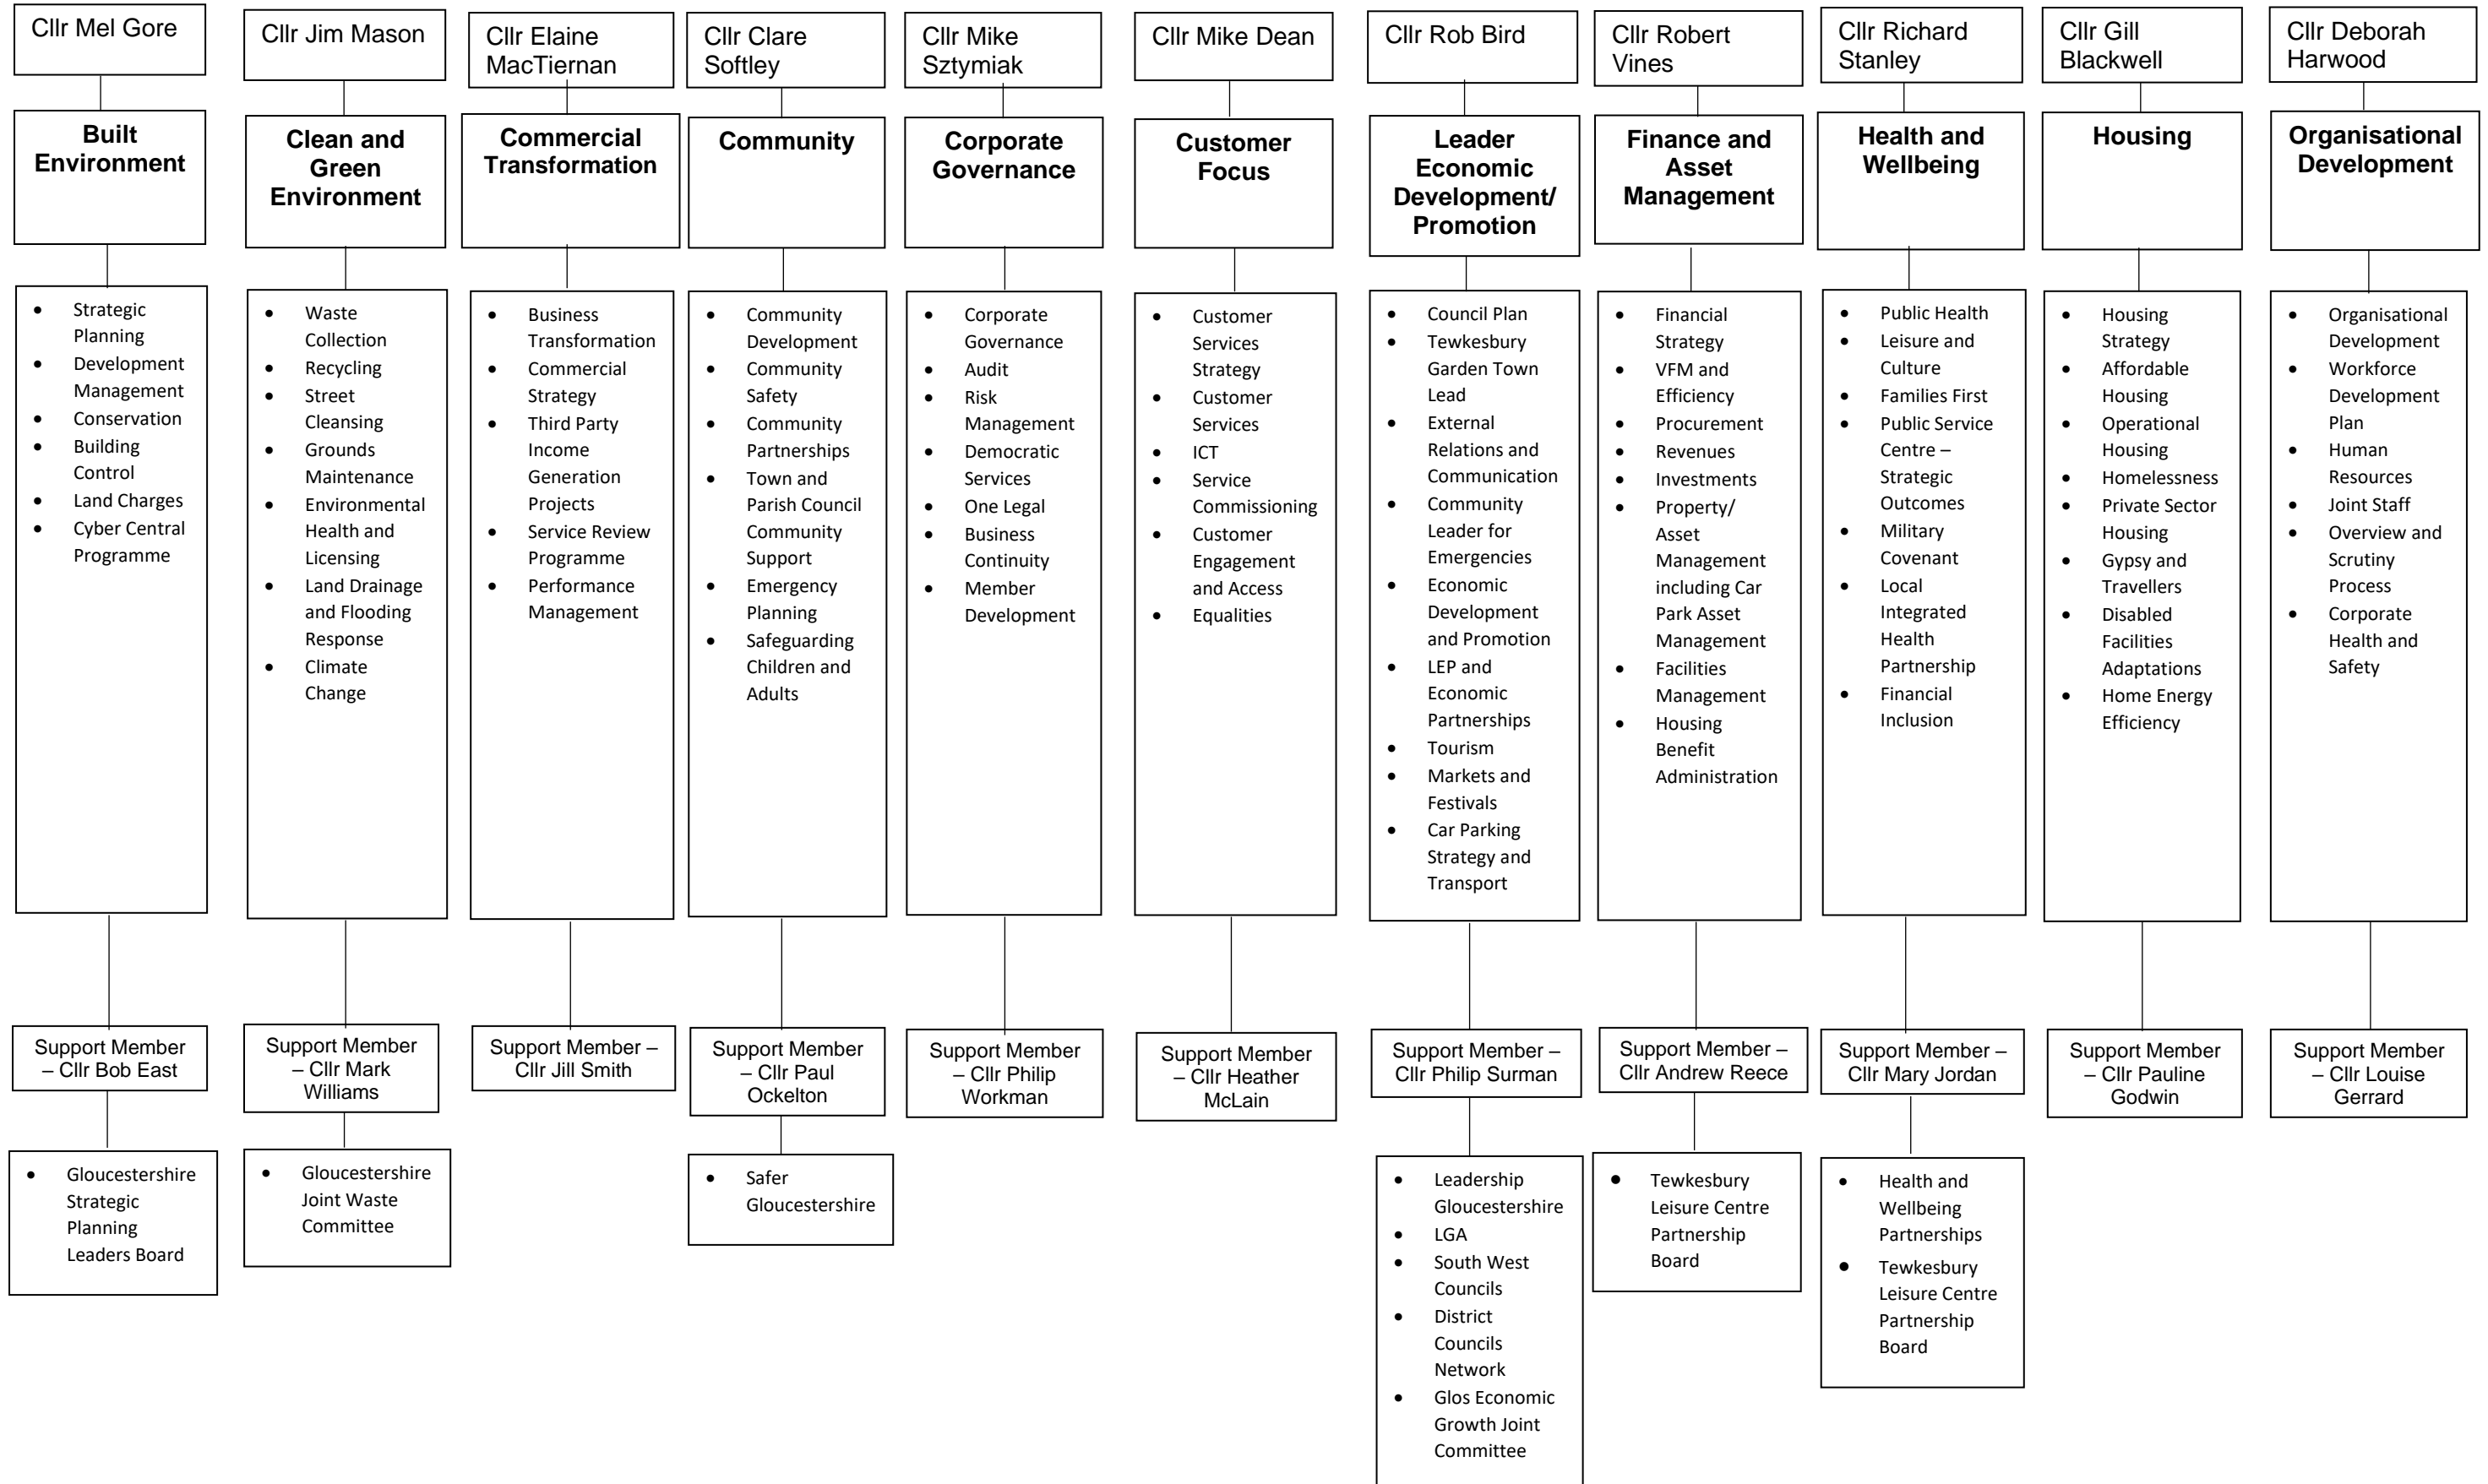 Cllr Mel Gore
Built
Environment
• Strategic
Planning
• Development
Management
• Conservation
• Building
Control
• Land Charges
• Cyber Central
Programme
Support Member
– Cllr Bob East
• Gloucestershire
Strategic
Planning
Leaders Board
Cllr Jim Mason
Clean and
Green
Environment
• Waste
Collection
• Recycling
• Street
Cleansing
• Grounds
Maintenance
• Environmental
Health and
Licensing
• Land Drainage
and Flooding
Response
• Climate
Change
Support Member
– Cllr Mark
Williams
• Gloucestershire
Joint Waste
Committee
Cllr Elaine
MacTiernan
Commercial
Transformation
• Business
Transformation
• Commercial
Strategy
• Third Party
Income
Generation
Projects
• Service Review
Programme
• Performance
Management
Support Member –
Cllr Jill Smith
Cllr Clare
Softley
Community
• Community
Development
• Community
Safety
• Community
Partnerships
• Town and
Parish Council
Community
Support
• Emergency
Planning
• Safeguarding
Children and
Adults
Support Member
– Cllr Paul
Ockelton
• Safer
Gloucestershire
Cllr Mike
Sztymiak
Corporate
Governance
• Corporate
Governance
• Audit
• Risk
Management
• Democratic
Services
• One Legal
• Business
Continuity
• Member
Development
Support Member
– Cllr Philip
Workman
Cllr Mike Dean
Customer
Focus
• Customer
Services
Strategy
• Customer
Services
• ICT
• Service
Commissioning
• Customer
Engagement
and Access
• Equalities
Support Member
– Cllr Heather
McLain
Cllr Rob Bird
Leader
Economic
Development/
Promotion
• Council Plan
• Tewkesbury
Garden Town
Lead
• External
Relations and
Communication
• Community
Leader for
Emergencies
• Economic
Development
and Promotion
• LEP and
Economic
Partnerships
• Tourism
• Markets and
Festivals
• Car Parking
Strategy and
Transport
Support Member –
Cllr Philip Surman
• Leadership
Gloucestershire
• LGA
• South West
Councils
• District
Councils
Network
• Glos Economic
Growth Joint
Committee
Cllr Robert
Vines
Finance and
Asset
Management
• Financial
Strategy
• VFM and
Efficiency
• Procurement
• Revenues
• Investments
• Property/
Asset
Management
including Car
Park Asset
Management
• Facilities
Management
• Housing
Benefit
Administration
Support Member –
Cllr Andrew Reece
• Tewkesbury
Leisure Centre
Partnership
Board
Cllr Richard
Stanley
Health and
Wellbeing
• Public Health
• Leisure and
Culture
• Families First
• Public Service
Centre –
Strategic
Outcomes
• Military
Covenant
• Local
Integrated
Health
Partnership
• Financial
Inclusion
Support Member –
Cllr Mary Jordan
• Health and
Wellbeing
Partnerships
• Tewkesbury
Leisure Centre
Partnership
Board
Cllr Gill
Blackwell
Housing
• Housing
Strategy
• Affordable
Housing
• Operational
Housing
• Homelessness
• Private Sector
Housing
• Gypsy and
Travellers
• Disabled
Facilities
Adaptations
• Home Energy
Efficiency
Support Member
– Cllr Pauline
Godwin
Cllr Deborah
Harwood
Organisational
Development
• Organisational
Development
• Workforce
Development
Plan
• Human
Resources
• Joint Staff
• Overview and
Scrutiny
Process
• Corporate
Health and
Safety
Support Member
– Cllr Louise
Gerrard